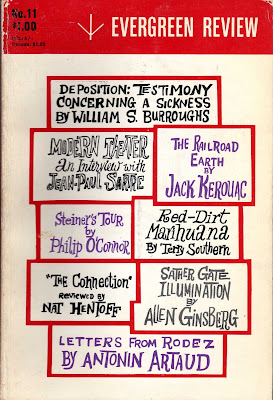 No. 11
$1.00
EVERGREEN REVIEW
DEPOSITION: TESTIMONY
CONCERNING A SICKNESS
BY WILLIAM S. BURROUGHS
MODERN THEATER
an Interview with
JEAN-PAUL SARTRE
THE RAILROAD
EARTH
BY
JACK KEROUAC
Steiner's Tour
by
Philip O'Connor
Red-Dirt
Marihuana
By Terry Southern
"The Connection"
REVIEWED BY
NAT HENTOFF
SATHER GATE
ILLUMINATION
BY
ALLEN GINSBERG
LETTERS FROM RODEZ
BY ANTONIN ARTAUD